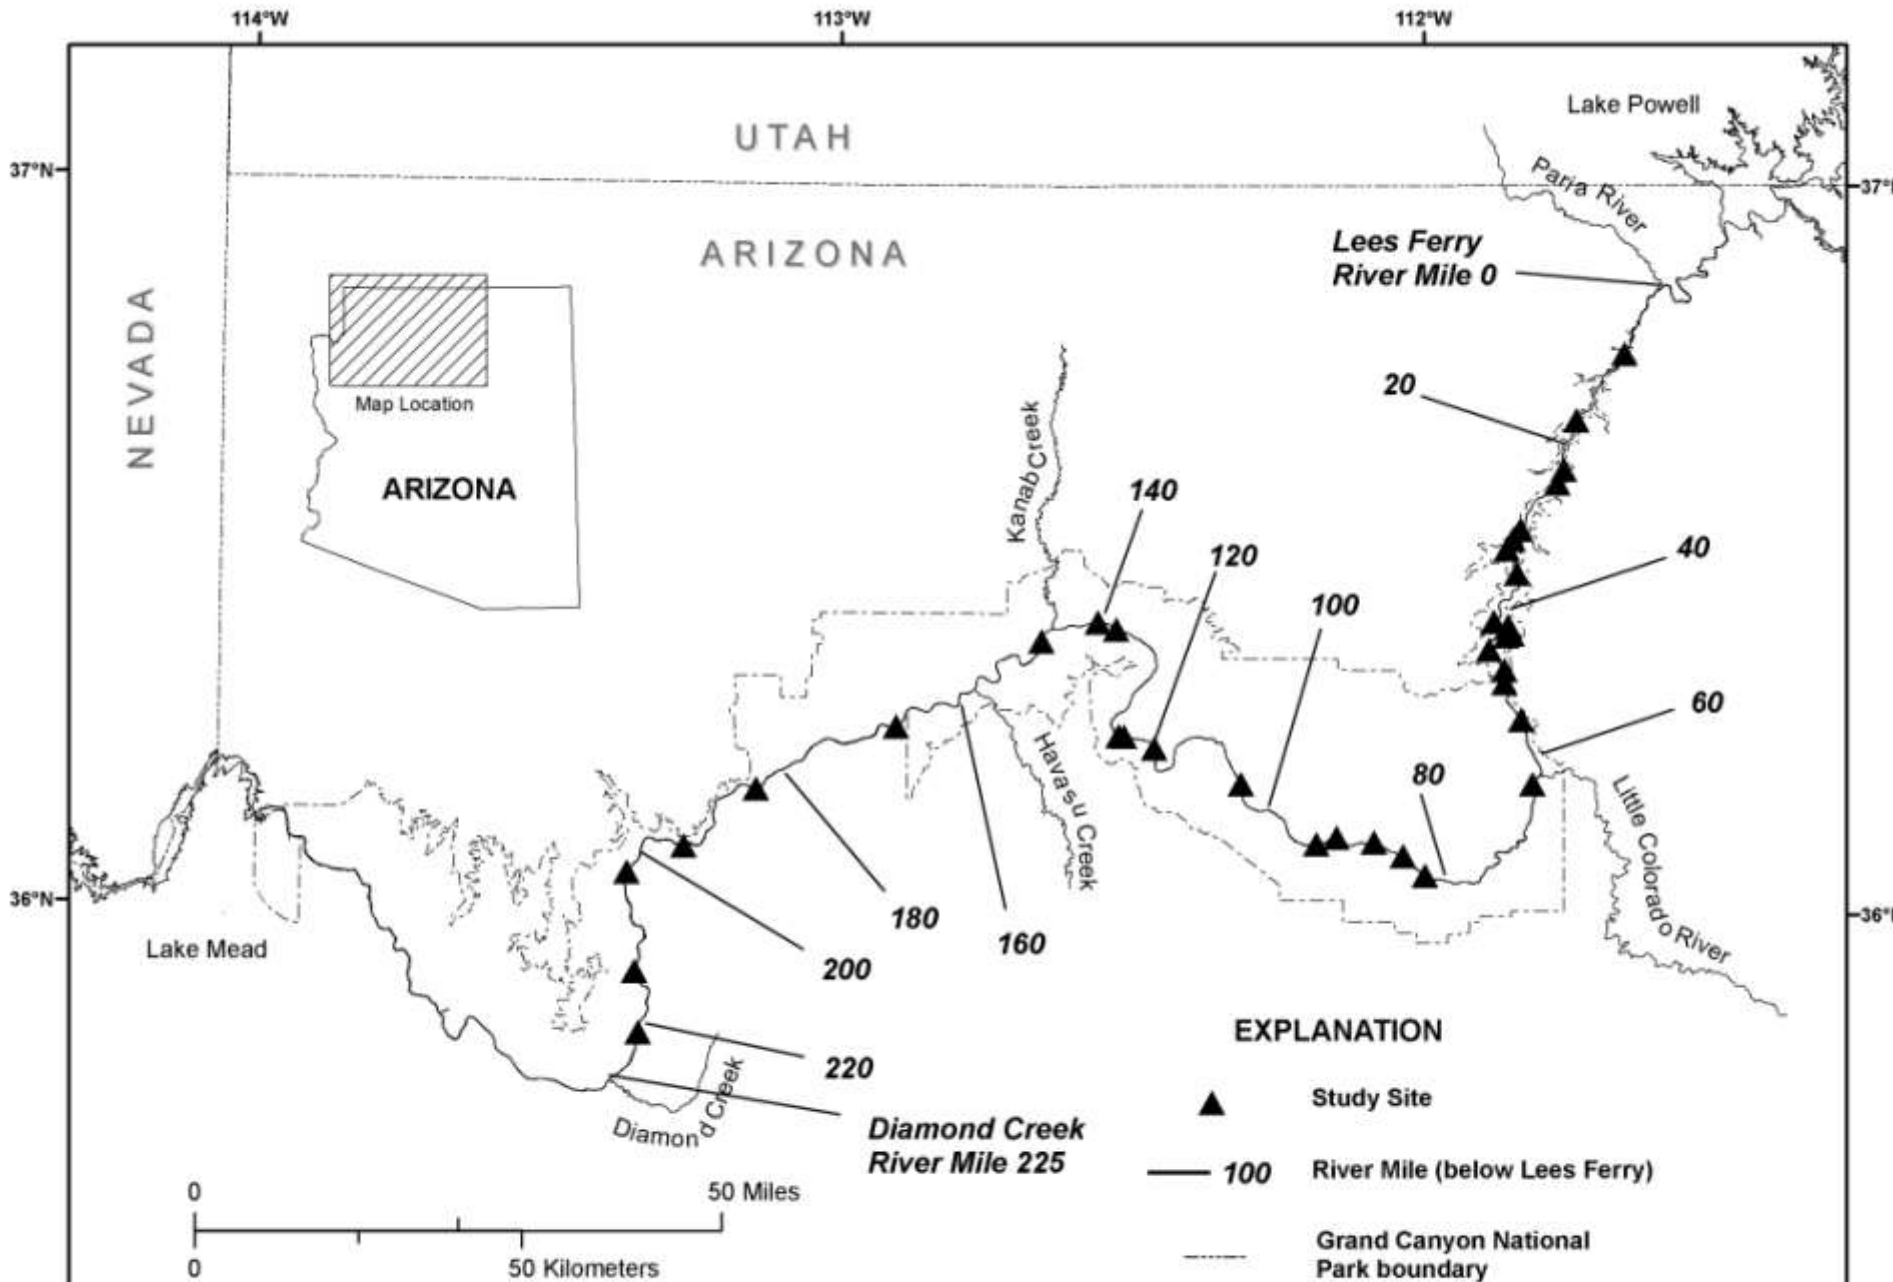 114°W
113°W
112°W
Lake Powell
UTAH
37°N
Paria River
37°N
Lees Ferry
River Mile 0
ARIZONA
NEVADA
Map Location
20
Kanab Creek
ARIZONA
140
120
40
100
60
Havasu Creek
80
Little Colorado River
36°N
180
160
36°N
Lake Mead
200
EXPLANATION
220
Study Site
Diamond Creek
Diamond Creek
River Mile 225
100
River Mile (below Lees Ferry)
0
50 Miles
0
50 Kilometers
Grand Canyon National
Park boundary